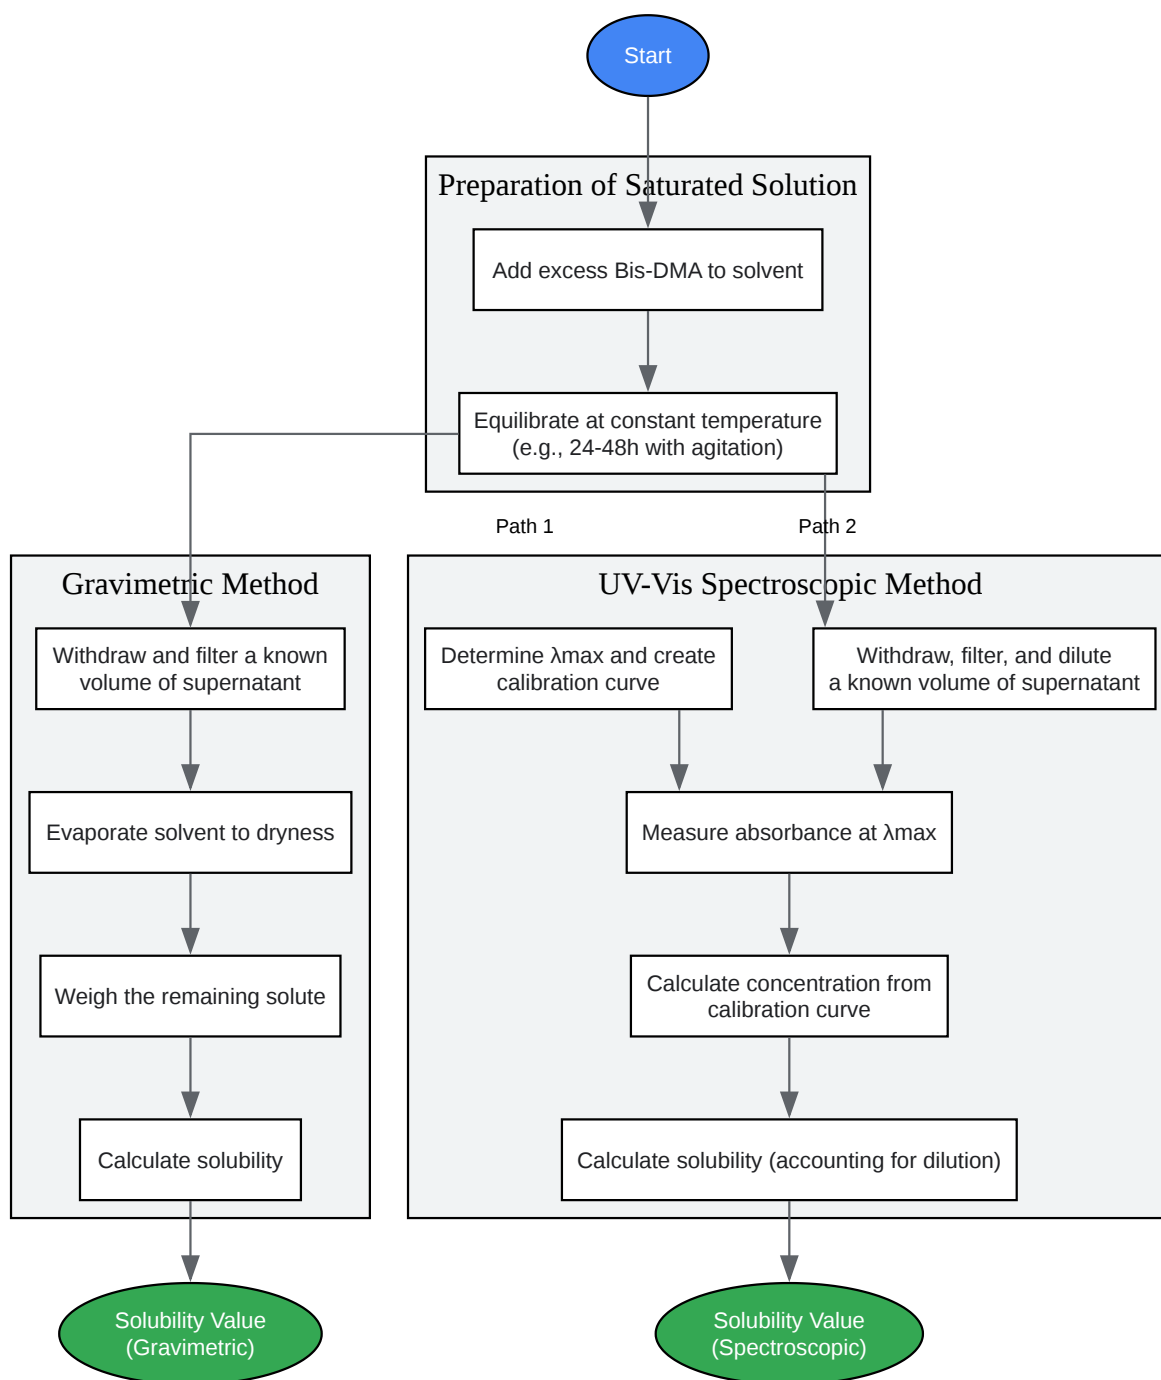 Start
Preparation of Saturated Solution
Add excess Bis-DMA to solvent
Equilibrate at constant temperature
(e.g., 24-48h with agitation)
Path 1
Path 2
Gravimetric Method
Withdraw and filter a known
volume of supernatant
Evaporate solvent to dryness
Weigh the remaining solute
Calculate solubility
Solubility Value
(Gravimetric)
UV-Vis Spectroscopic Method
Determine λmax and create
calibration curve
Withdraw, filter, and dilute
a known volume of supernatant
Measure absorbance at λmax
Calculate concentration from
calibration curve
Calculate solubility (accounting for dilution)
Solubility Value
(Spectroscopic)